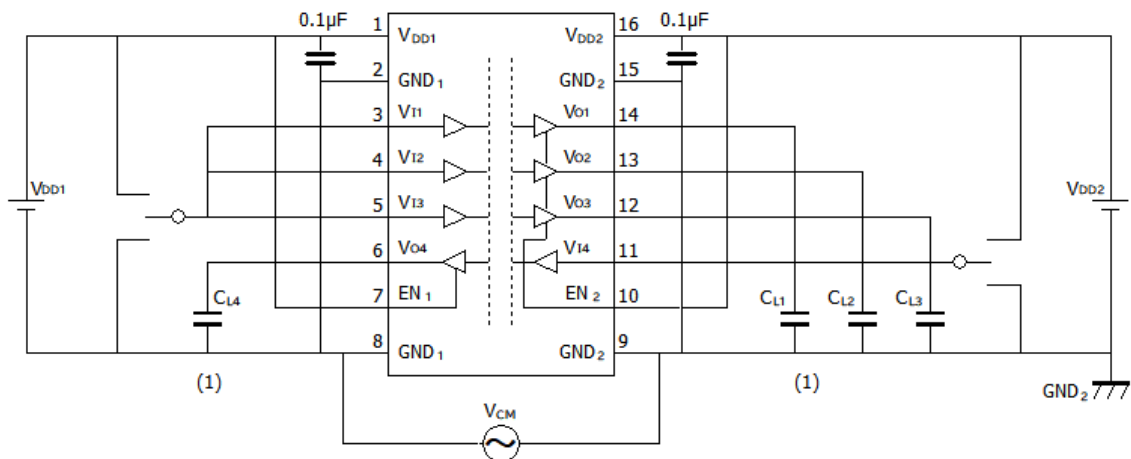 0.1μF
1
16
0.1μF
VDD1
VDD2
2
GND1
GND2
15
3
VI1
VO1
14
4
VI2
VO2
13
VDD1
VDD2
5
VI3
VO3
12
6
VO4
VI4
11
CL4
7
EN1
EN2
10
CL1
CL2
CL3
8
GND1
GND2
9
(1)
(1)
GND2
VCM